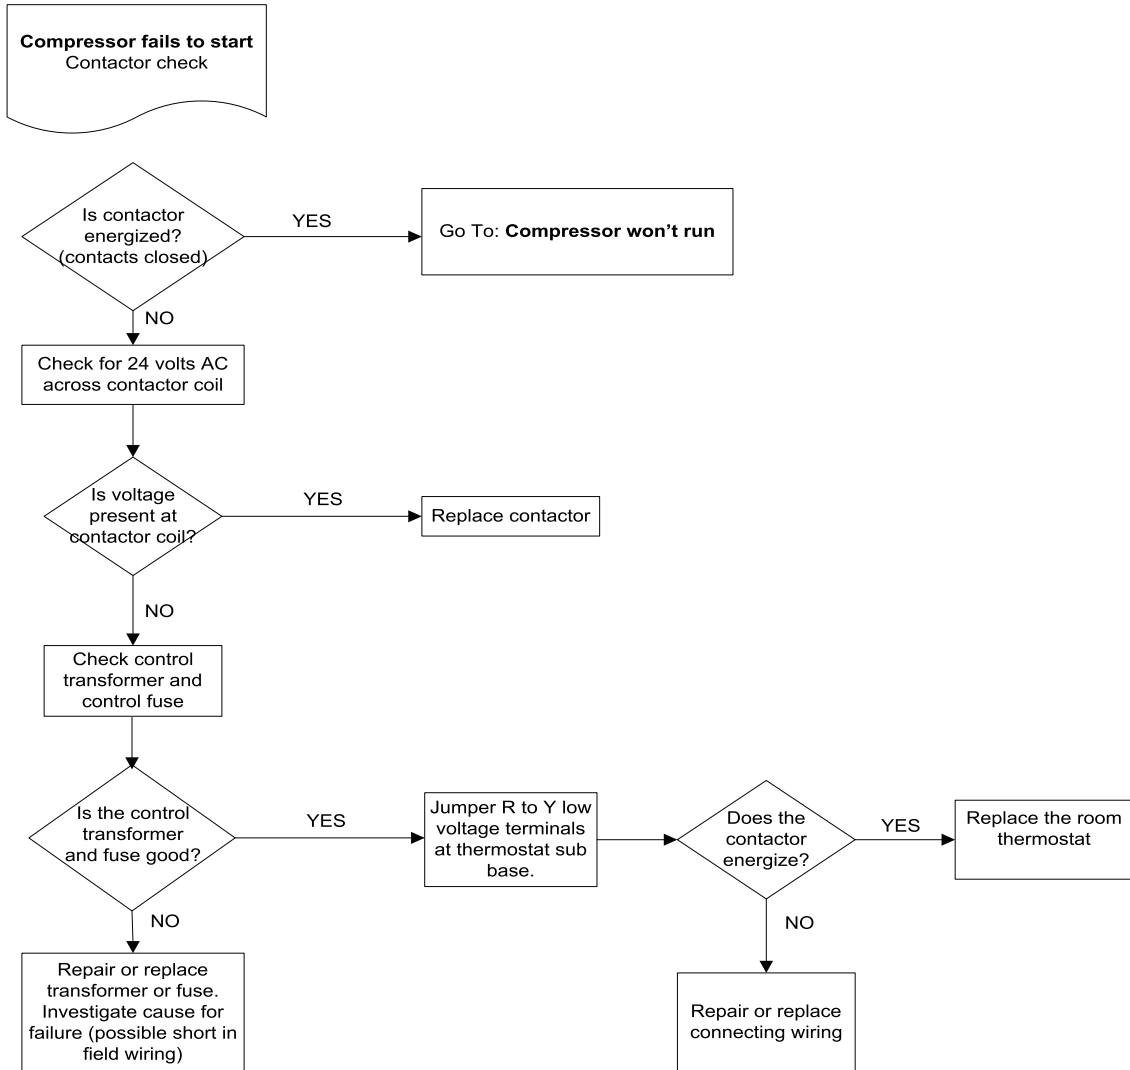 Compressor fails to start
Contactor check
Is contactor
energized?
(contacts closed)
YES
Go To: Compressor won’t run
NO
Check for 24 volts AC
across contactor coil
Is voltage
present at
contactor coil?
YES
Replace contactor
NO
Check control
transformer and
control fuse
Is the control
transformer
and fuse good?
YES
Jumper R to Y low
voltage terminals
at thermostat sub
base.
Does the
contactor
energize?
YES
Replace the room
thermostat
NO
Repair or replace
transformer or fuse.
Investigate cause for
failure (possible short in
field wiring)
NO
Repair or replace
connecting wiring